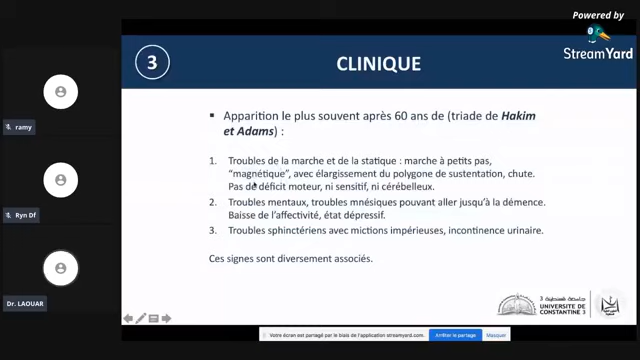 Powered by
StreamYard
3
CLINIQUE
▪ Apparition le plus souvent après 60 ans de (triade de Hakim
et Adams) :
1. Troubles de la marche et de la statique : marche à petits pas,
“magnétique”, avec élargissement du polygone de sustentation, chute.
Pas de déficit moteur, ni sensitif, ni cérébelleux.
2. Troubles mentaux, troubles mnésiques pouvant aller jusqu’à la démence.
Baisse de l’affectivité, état dépressif.
3. Troubles sphinctériens avec mictions impérieuses, incontinence urinaire.
Ces signes sont diversement associés.
ramy
Ryn Df
Dr. LAOUAR
جامعة قسنطينة 3
UNIVERSITÉ DE
CONSTANTINE 3
Votre écran est partagé par le biais de l'application streamyard.com.
Arrêter le partage
Masquer